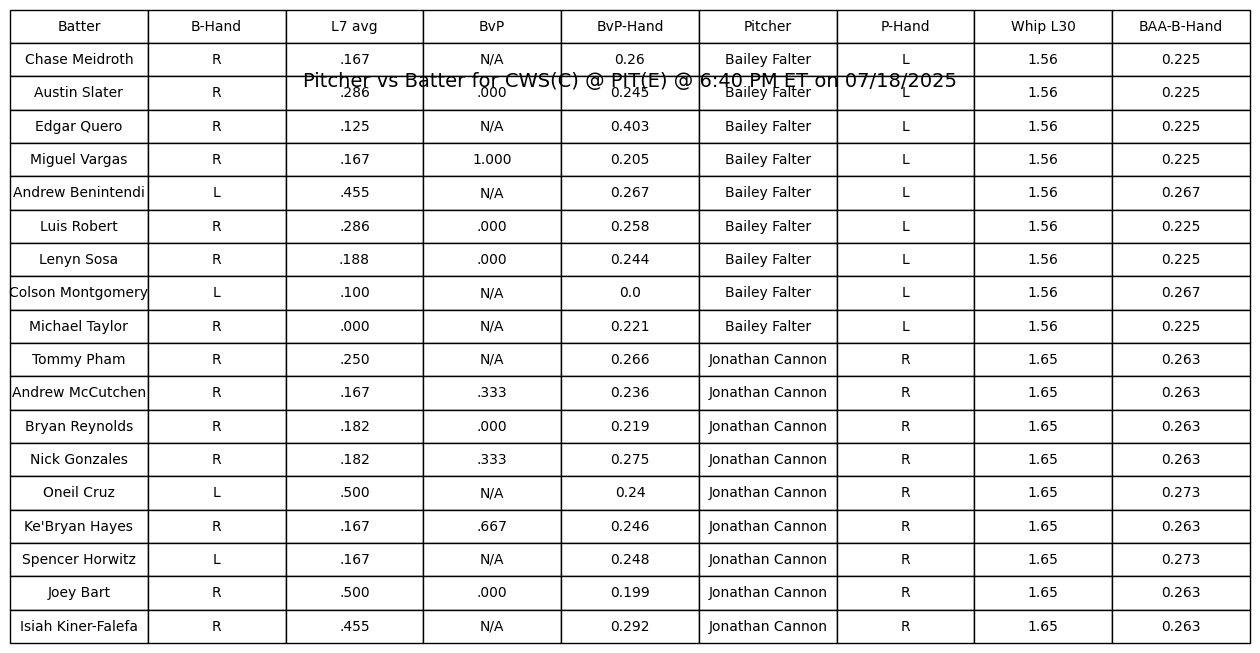 Batter B-Hand L7 avg BvP BvP-Hand Pitcher P-Hand Whip L30 BAA-B-Hand
Chase Meidroth R .167 N/A 0.26 Bailey Falter L 1.56 0.225
Pitcher vs Batter for CWS(C) @ PIT(E) @ 6:40 PM ET on 07/18/2025
Austin Slater R .286 .000 0.245 Bailey Falter L 1.56 0.225
Edgar Quero R .125 N/A 0.403 Bailey Falter L 1.56 0.225
Miguel Vargas R .167 1.000 0.205 Bailey Falter L 1.56 0.225
Andrew Benintendi L .455 N/A 0.267 Bailey Falter L 1.56 0.267
Luis Robert R .286 .000 0.258 Bailey Falter L 1.56 0.225
Lenyn Sosa R .188 .000 0.244 Bailey Falter L 1.56 0.225
Colson Montgomery L .100 N/A 0.0 Bailey Falter L 1.56 0.267
Michael Taylor R .000 N/A 0.221 Bailey Falter L 1.56 0.225
Tommy Pham R .250 N/A 0.266 Jonathan Cannon R 1.65 0.263
Andrew McCutchen R .167 .333 0.236 Jonathan Cannon R 1.65 0.263
Bryan Reynolds R .182 .000 0.219 Jonathan Cannon R 1.65 0.263
Nick Gonzales R .182 .333 0.275 Jonathan Cannon R 1.65 0.263
Oneil Cruz L .500 N/A 0.24 Jonathan Cannon R 1.65 0.273
Ke'Bryan Hayes R .167 .667 0.246 Jonathan Cannon R 1.65 0.263
Spencer Horwitz L .167 N/A 0.248 Jonathan Cannon R 1.65 0.273
Joey Bart R .500 .000 0.199 Jonathan Cannon R 1.65 0.263
Isiah Kiner-Falefa R .455 N/A 0.292 Jonathan Cannon R 1.65 0.263